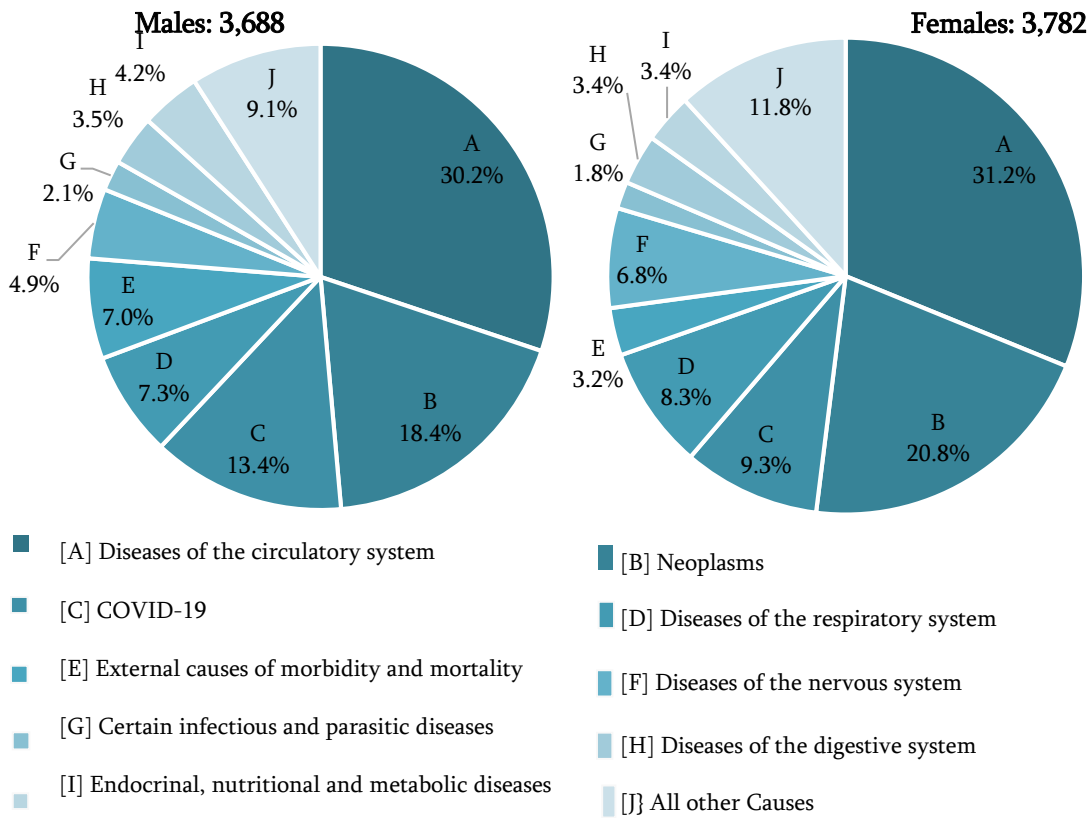 Males: 3,688
Females: 3,782
I
4.2%
H
3.5%
G
2.1%
F
4.9%
E
7.0%
D
7.3%
C
13.4%
B
18.4%
A
30.2%
J
9.1%
H
3.4%
I
3.4%
G
1.8%
F
6.8%
E
3.2%
D
8.3%
C
9.3%
B
20.8%
A
31.2%
J
11.8%
[A] Diseases of the circulatory system
[B] Neoplasms
[C] COVID-19
[D] Diseases of the respiratory system
[E] External causes of morbidity and mortality
[F] Diseases of the nervous system
[G] Certain infectious and parasitic diseases
[H] Diseases of the digestive system
[I] Endocrinal, nutritional and metabolic diseases
[J} All other Causes